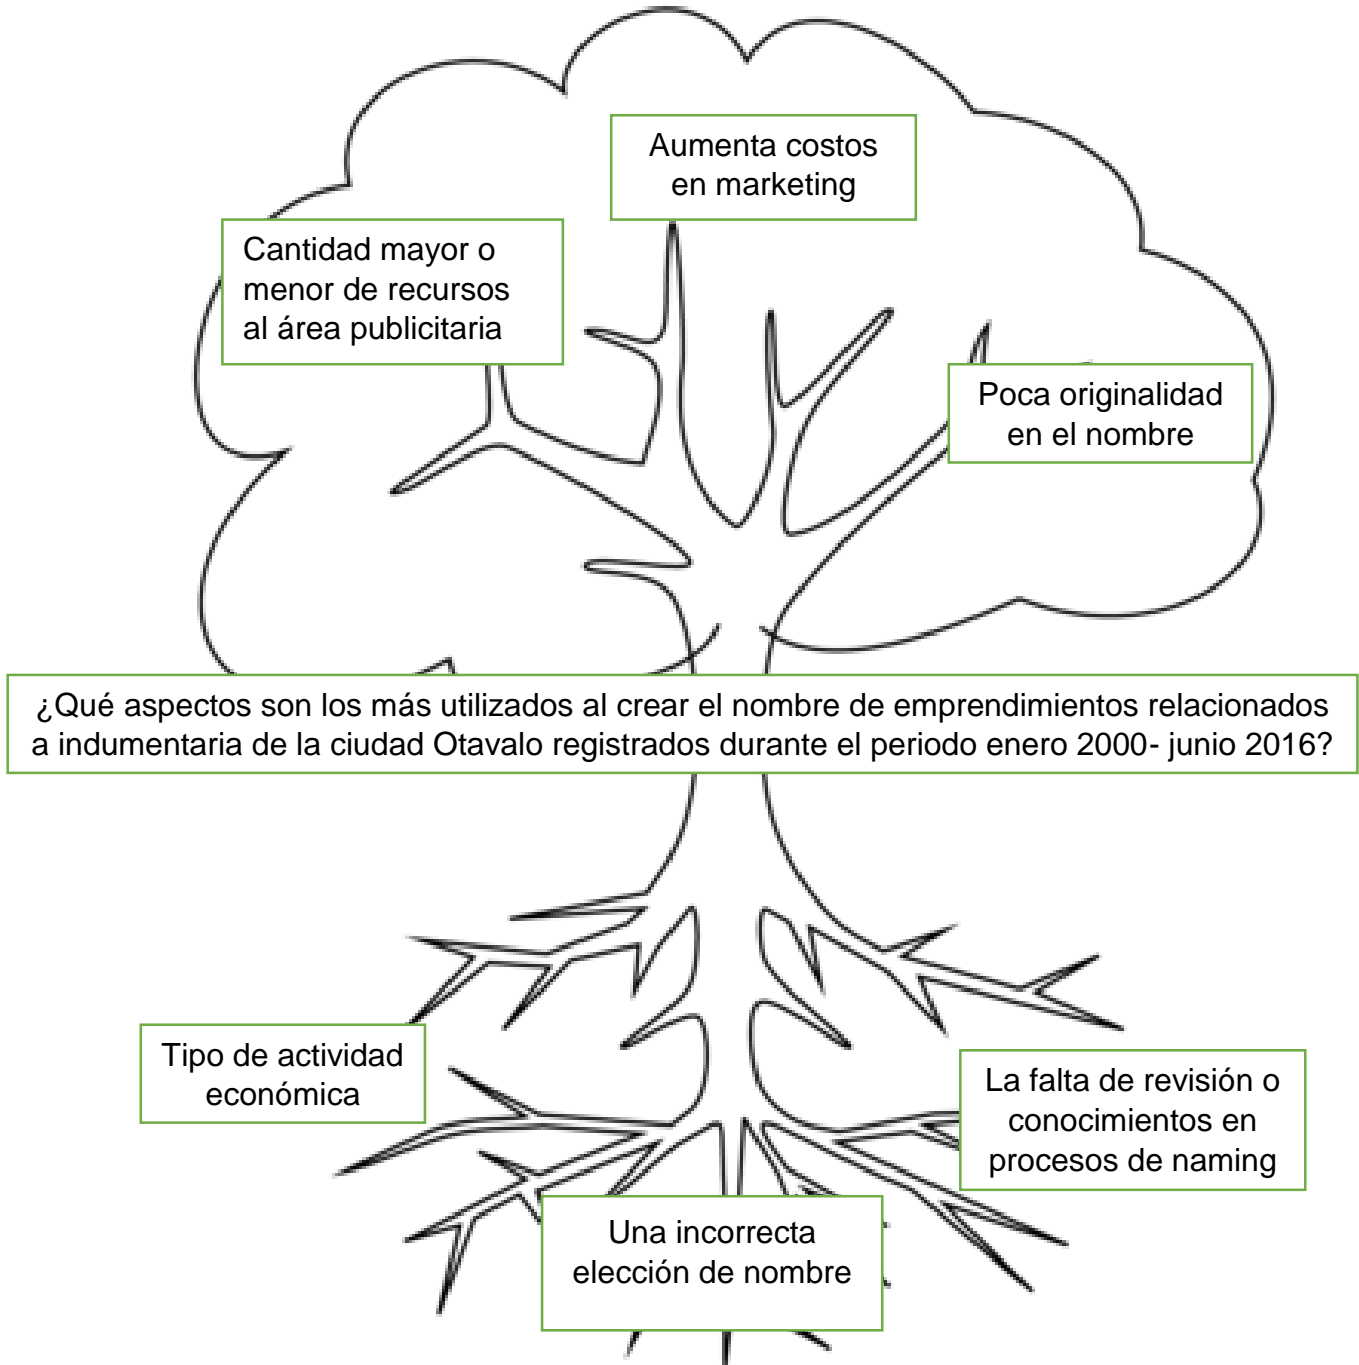 Aumenta costos
en marketing
Cantidad mayor o
menor de recursos
al área publicitaria
Poca originalidad
en el nombre
¿Qué aspectos son los más utilizados al crear el nombre de emprendimientos relacionados
a indumentaria de la ciudad Otavalo registrados durante el periodo enero 2000- junio 2016?
Tipo de actividad
económica
La falta de revisión o
conocimientos en
procesos de naming
Una incorrecta
elección de nombre